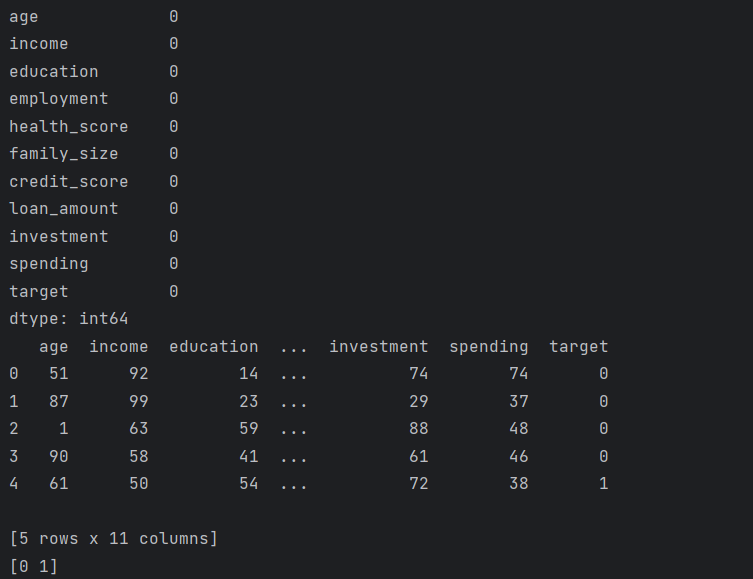 age             0
income          0
education       0
employment      0
health_score    0
family_size     0
credit_score    0
loan_amount     0
investment      0
spending        0
target          0
dtype: int64
   age  income  education  ...  investment  spending  target
0   51      92         14  ...          74        74       0
1   87      99         23  ...          29        37       0
2    1      63         59  ...          88        48       0
3   90      58         41  ...          61        46       0
4   61      50         54  ...          72        38       1

[5 rows x 11 columns]
[0 1]